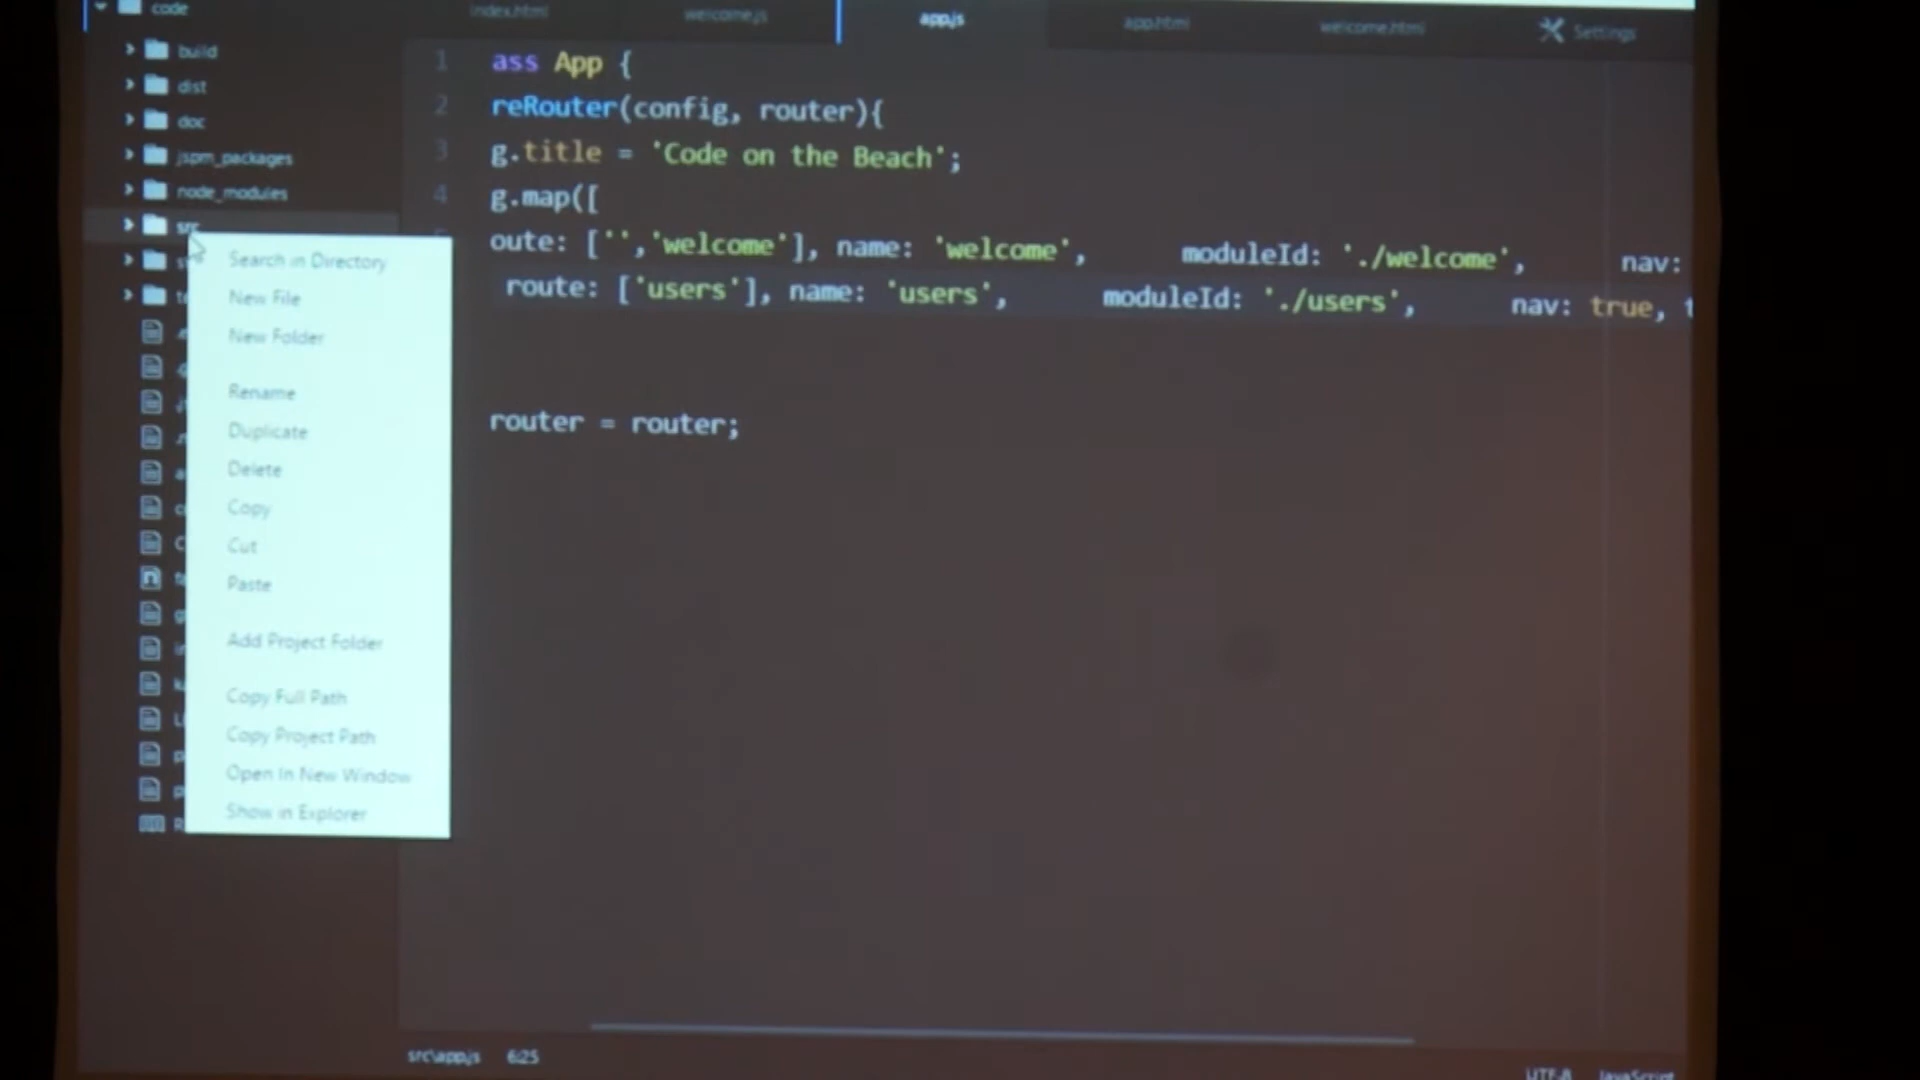 code
index.html welcome.js app.js app.html welcome.html Settings
build
dist
doc
jspm_packages
node_modules
src
Search in Directory
New File
New Folder
Rename
Duplicate
Delete
Copy
Cut
Paste
Add Project Folder
Copy Full Path
Copy Project Path
Open In New Window
Show in Explorer
1 ass App {
2 reRouter(config, router){
3 g.title = 'Code on the Beach';
4 g.map([
oute: ['','welcome'], name: 'welcome', moduleId: './welcome', nav:
route: ['users'], name: 'users', moduleId: './users', nav: true, t
router = router;
src\app.js 6:25
UTF-8 JavaScript